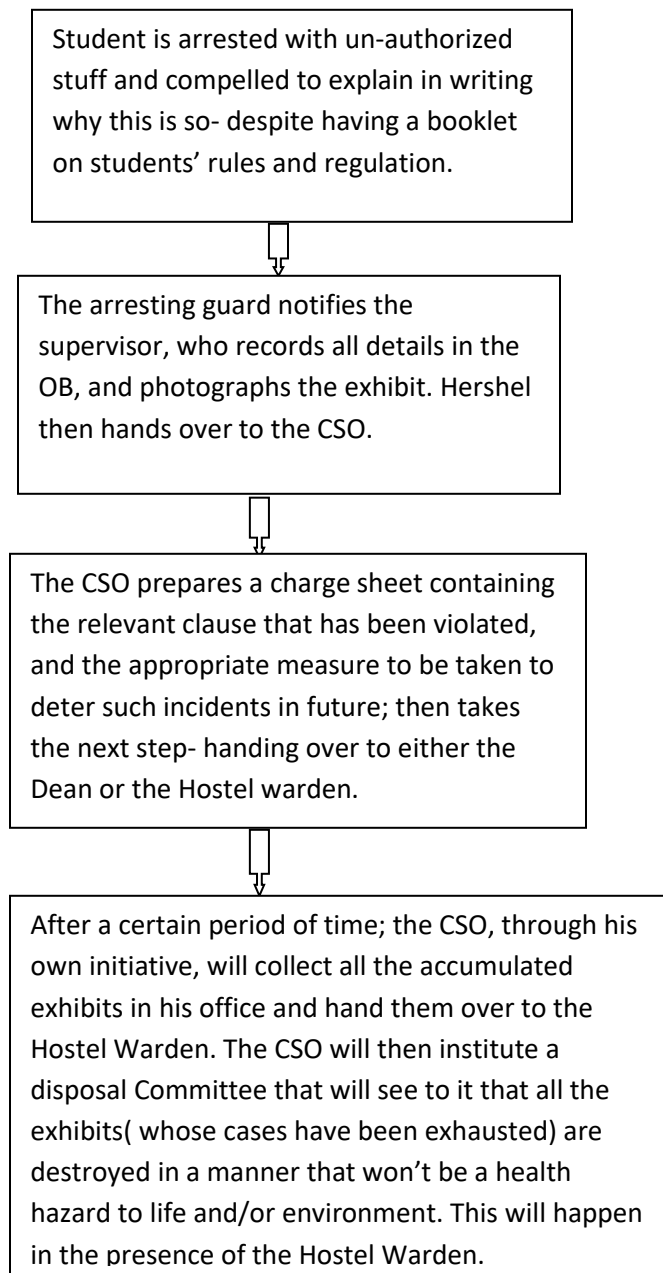 Student is arrested with un-authorized
stuff and compelled to explain in writing
why this is so- despite having a booklet
on students’ rules and regulation.
The arresting guard notifies the
supervisor, who records all details in the
OB, and photographs the exhibit. Hershel
then hands over to the CSO.
The CSO prepares a charge sheet containing
the relevant clause that has been violated,
and the appropriate measure to be taken to
deter such incidents in future; then takes
the next step- handing over to either the
Dean or the Hostel warden.
After a certain period of time; the CSO, through his
own initiative, will collect all the accumulated
exhibits in his office and hand them over to the
Hostel Warden. The CSO will then institute a
disposal Committee that will see to it that all the
exhibits( whose cases have been exhausted) are
destroyed in a manner that won’t be a health
hazard to life and/or environment. This will happen
in the presence of the Hostel Warden.